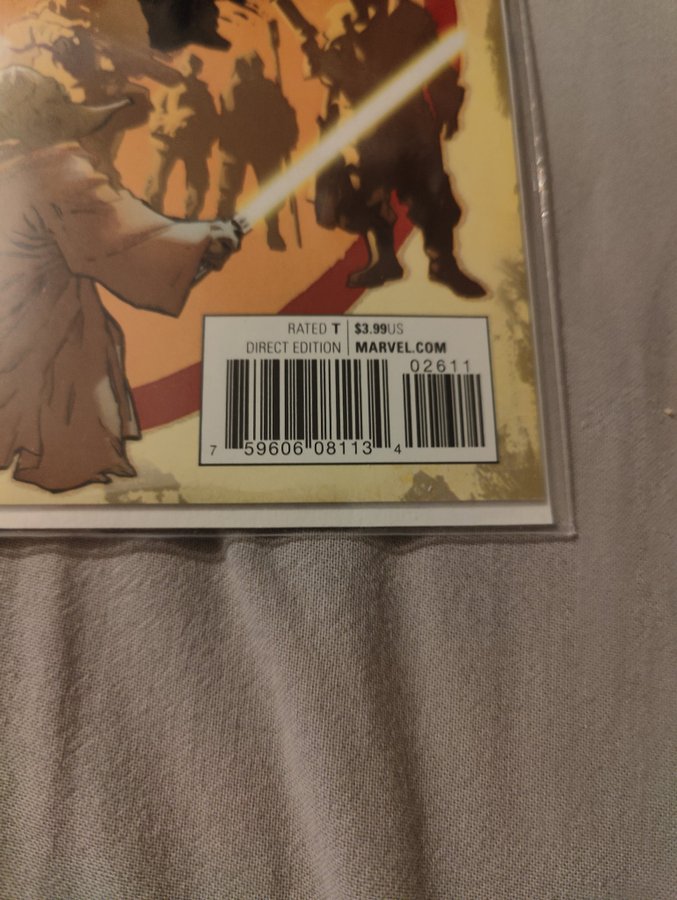 RATED T $3.99US
DIRECT EDITION MARVEL.COM
02611
7 59606 08113 4